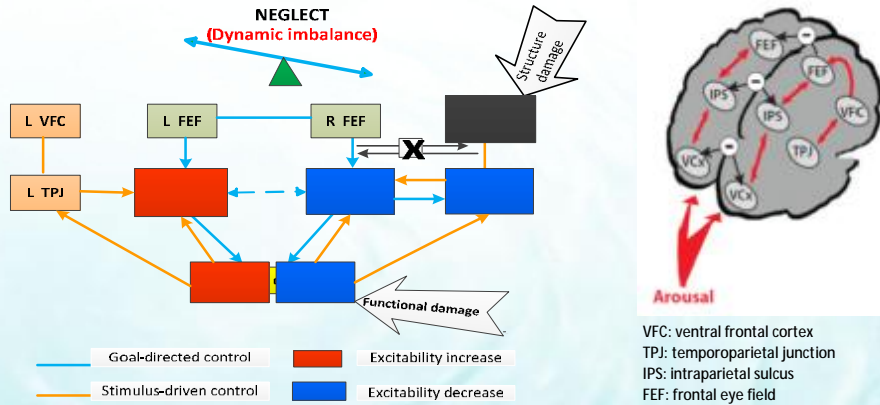 NEGLECT
(Dynamic imbalance)
Structure
damage
L VFC
L FEF
R FEF
X
L TPJ
Functional damage
Goal-directed control
Excitability increase
Stimulus-driven control
Excitability decrease
FEF
FEF
IPS
IPS
VFC
TPJ
VCx
VCx
Arousal
VFC: ventral frontal cortex
TPJ: temporoparietal junction
IPS: intraparietal sulcus
FEF: frontal eye field